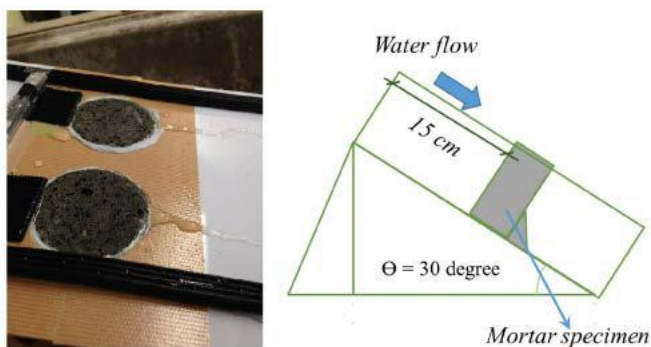 Water flow
15 cm
Θ = 30 degree
Mortar specimen